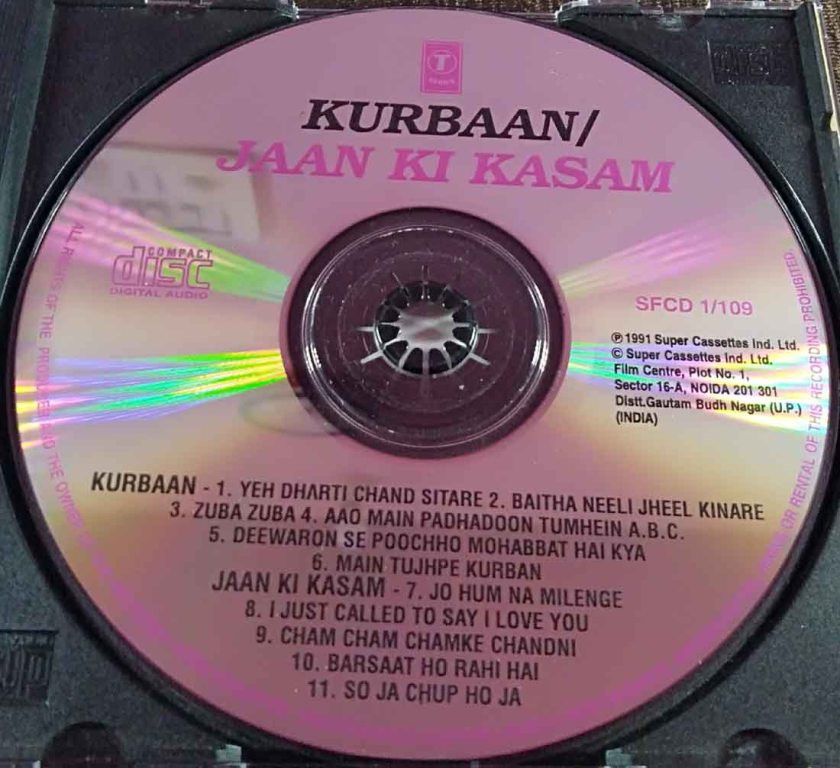 T
KURBAAN/
JAAN KI KASAM
COMPACT
disc
DIGITAL AUDIO
SFCD 1/109
℗ 1991 Super Cassettes Ind. Ltd.
© Super Cassettes Ind. Ltd.
Film Centre, Plot No. 1,
Sector 16-A, NOIDA 201 301
Distt.Gautam Budh Nagar (U.P.)
(INDIA)
KURBAAN - 1. YEH DHARTI CHAND SITARE 2. BAITHA NEELI JHEEL KINARE
3. ZUBA ZUBA 4. AAO MAIN PADHADOON TUMHEIN A.B.C.
5. DEEWARON SE POOCHHO MOHABBAT HAI KYA
6. MAIN TUJHPE KURBAN
JAAN KI KASAM - 7. JO HUM NA MILENGE
8. I JUST CALLED TO SAY I LOVE YOU
9. CHAM CHAM CHAMKE CHANDNI
10. BARSAAT HO RAHI HAI
11. SO JA CHUP HO JA
ALL RIGHTS OF THE PRODUCER AND THE OWNER OF
OR RENTAL OF THIS RECORDING PROHIBITED.